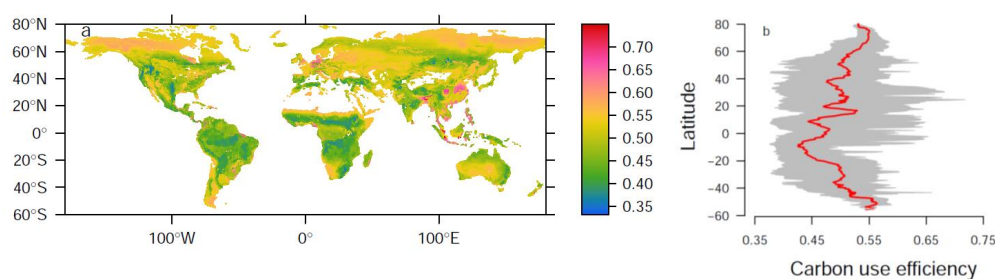 a
80°N
60°N
40°N
20°N
0°
20°S
40°S
60°S
100°W
0°
100°E
0.70
0.65
0.60
0.55
0.50
0.45
0.40
0.35
b
Latitude
80
60
40
20
0
−20
−40
−60
0.35
0.45
0.55
0.65
0.75
Carbon use efficiency